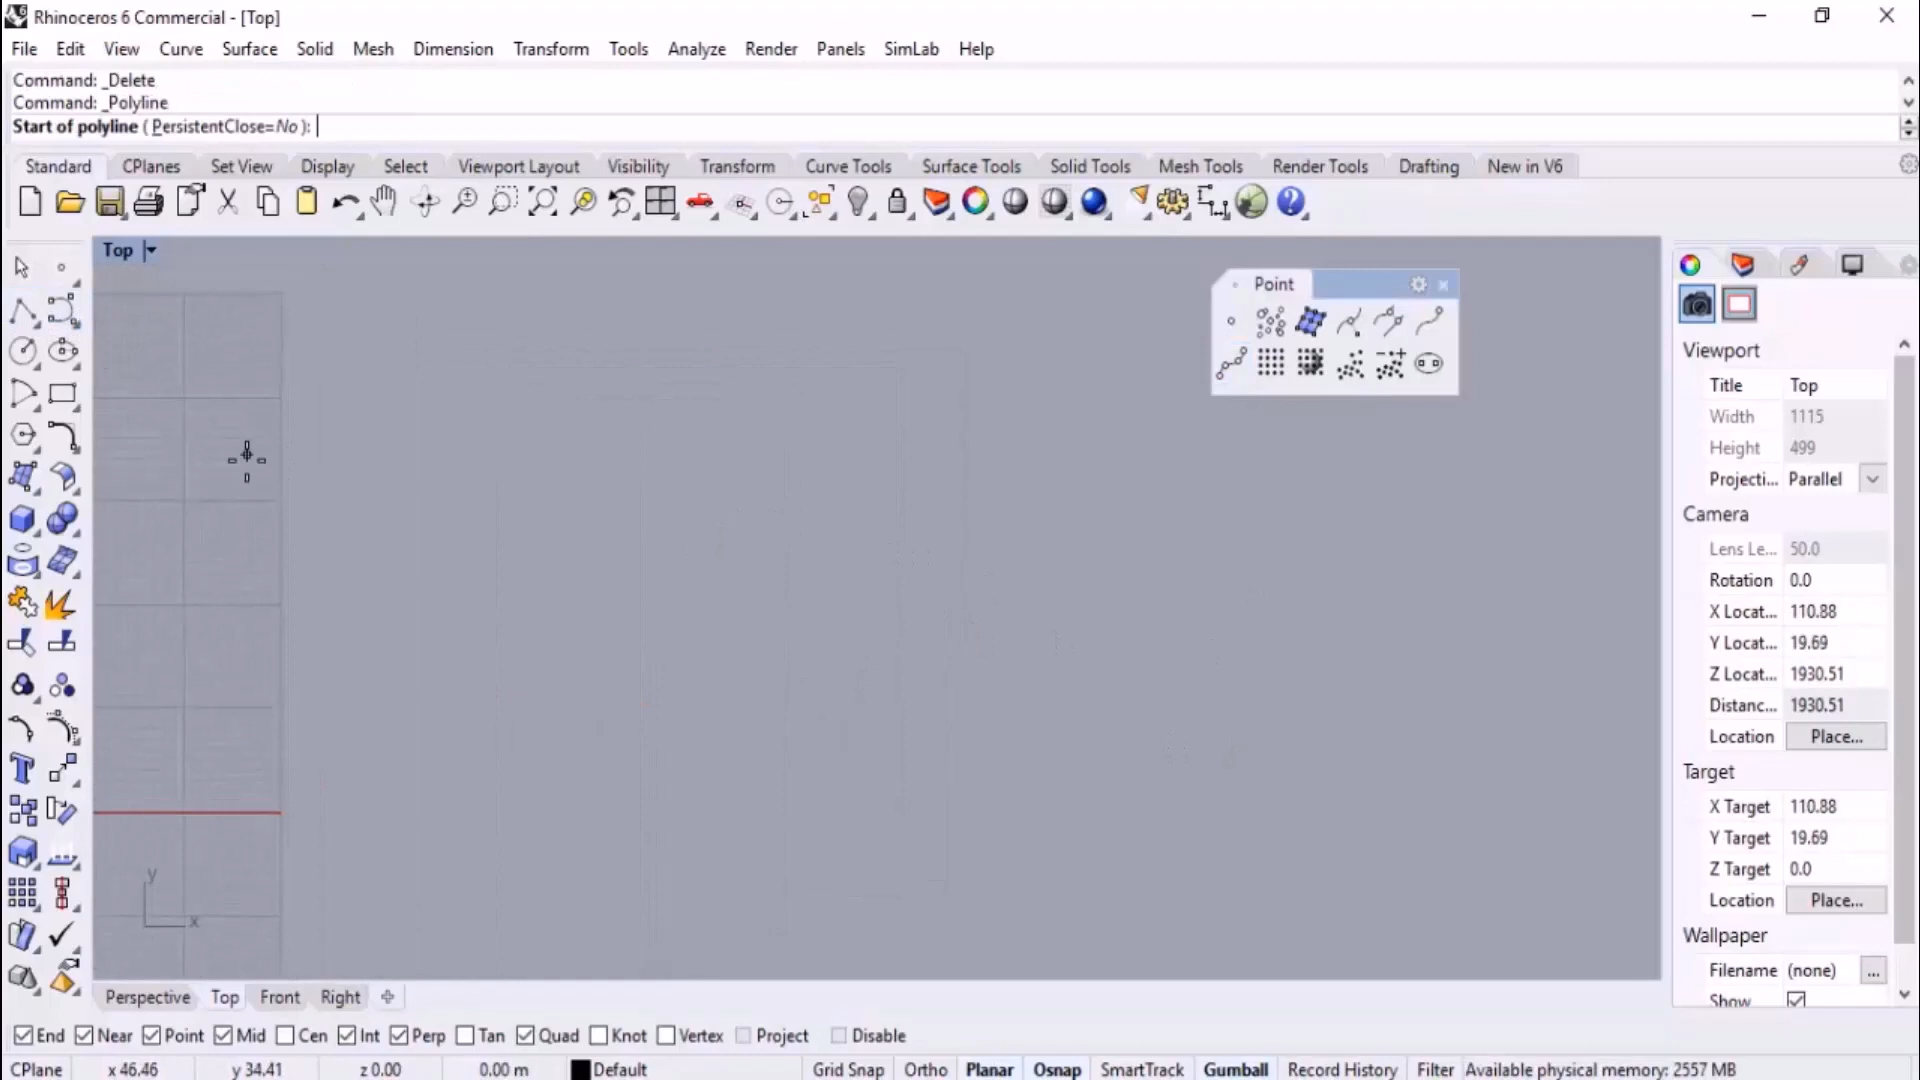 Rhinoceros 6 Commercial - [Top]
File Edit View Curve Surface Solid Mesh Dimension Transform Tools Analyze Render Panels SimLab Help
Command: _Delete
Command: _Polyline
Start of polyline ( PersistentClose=No ):
Standard CPlanes Set View Display Select Viewport Layout Visibility Transform Curve Tools Surface Tools Solid Tools Mesh Tools Render Tools Drafting New in V6
Top
Point
Viewport
Title Top
Width 1115
Height 499
Projecti... Parallel
Camera
Lens Le... 50.0
Rotation 0.0
X Locat... 110.88
Y Locat... 19.69
Z Locat... 1930.51
Distanc... 1930.51
Location Place...
Target
X Target 110.88
Y Target 19.69
Z Target 0.0
Location Place...
Wallpaper
Filename (none) ...
Show
y
x
Perspective Top Front Right
End Near Point Mid Cen Int Perp Tan Quad Knot Vertex Project Disable
CPlane x 46.46 y 34.41 z 0.00 0.00 m Default Grid Snap Ortho Planar Osnap SmartTrack Gumball Record History Filter Available physical memory: 2557 MB